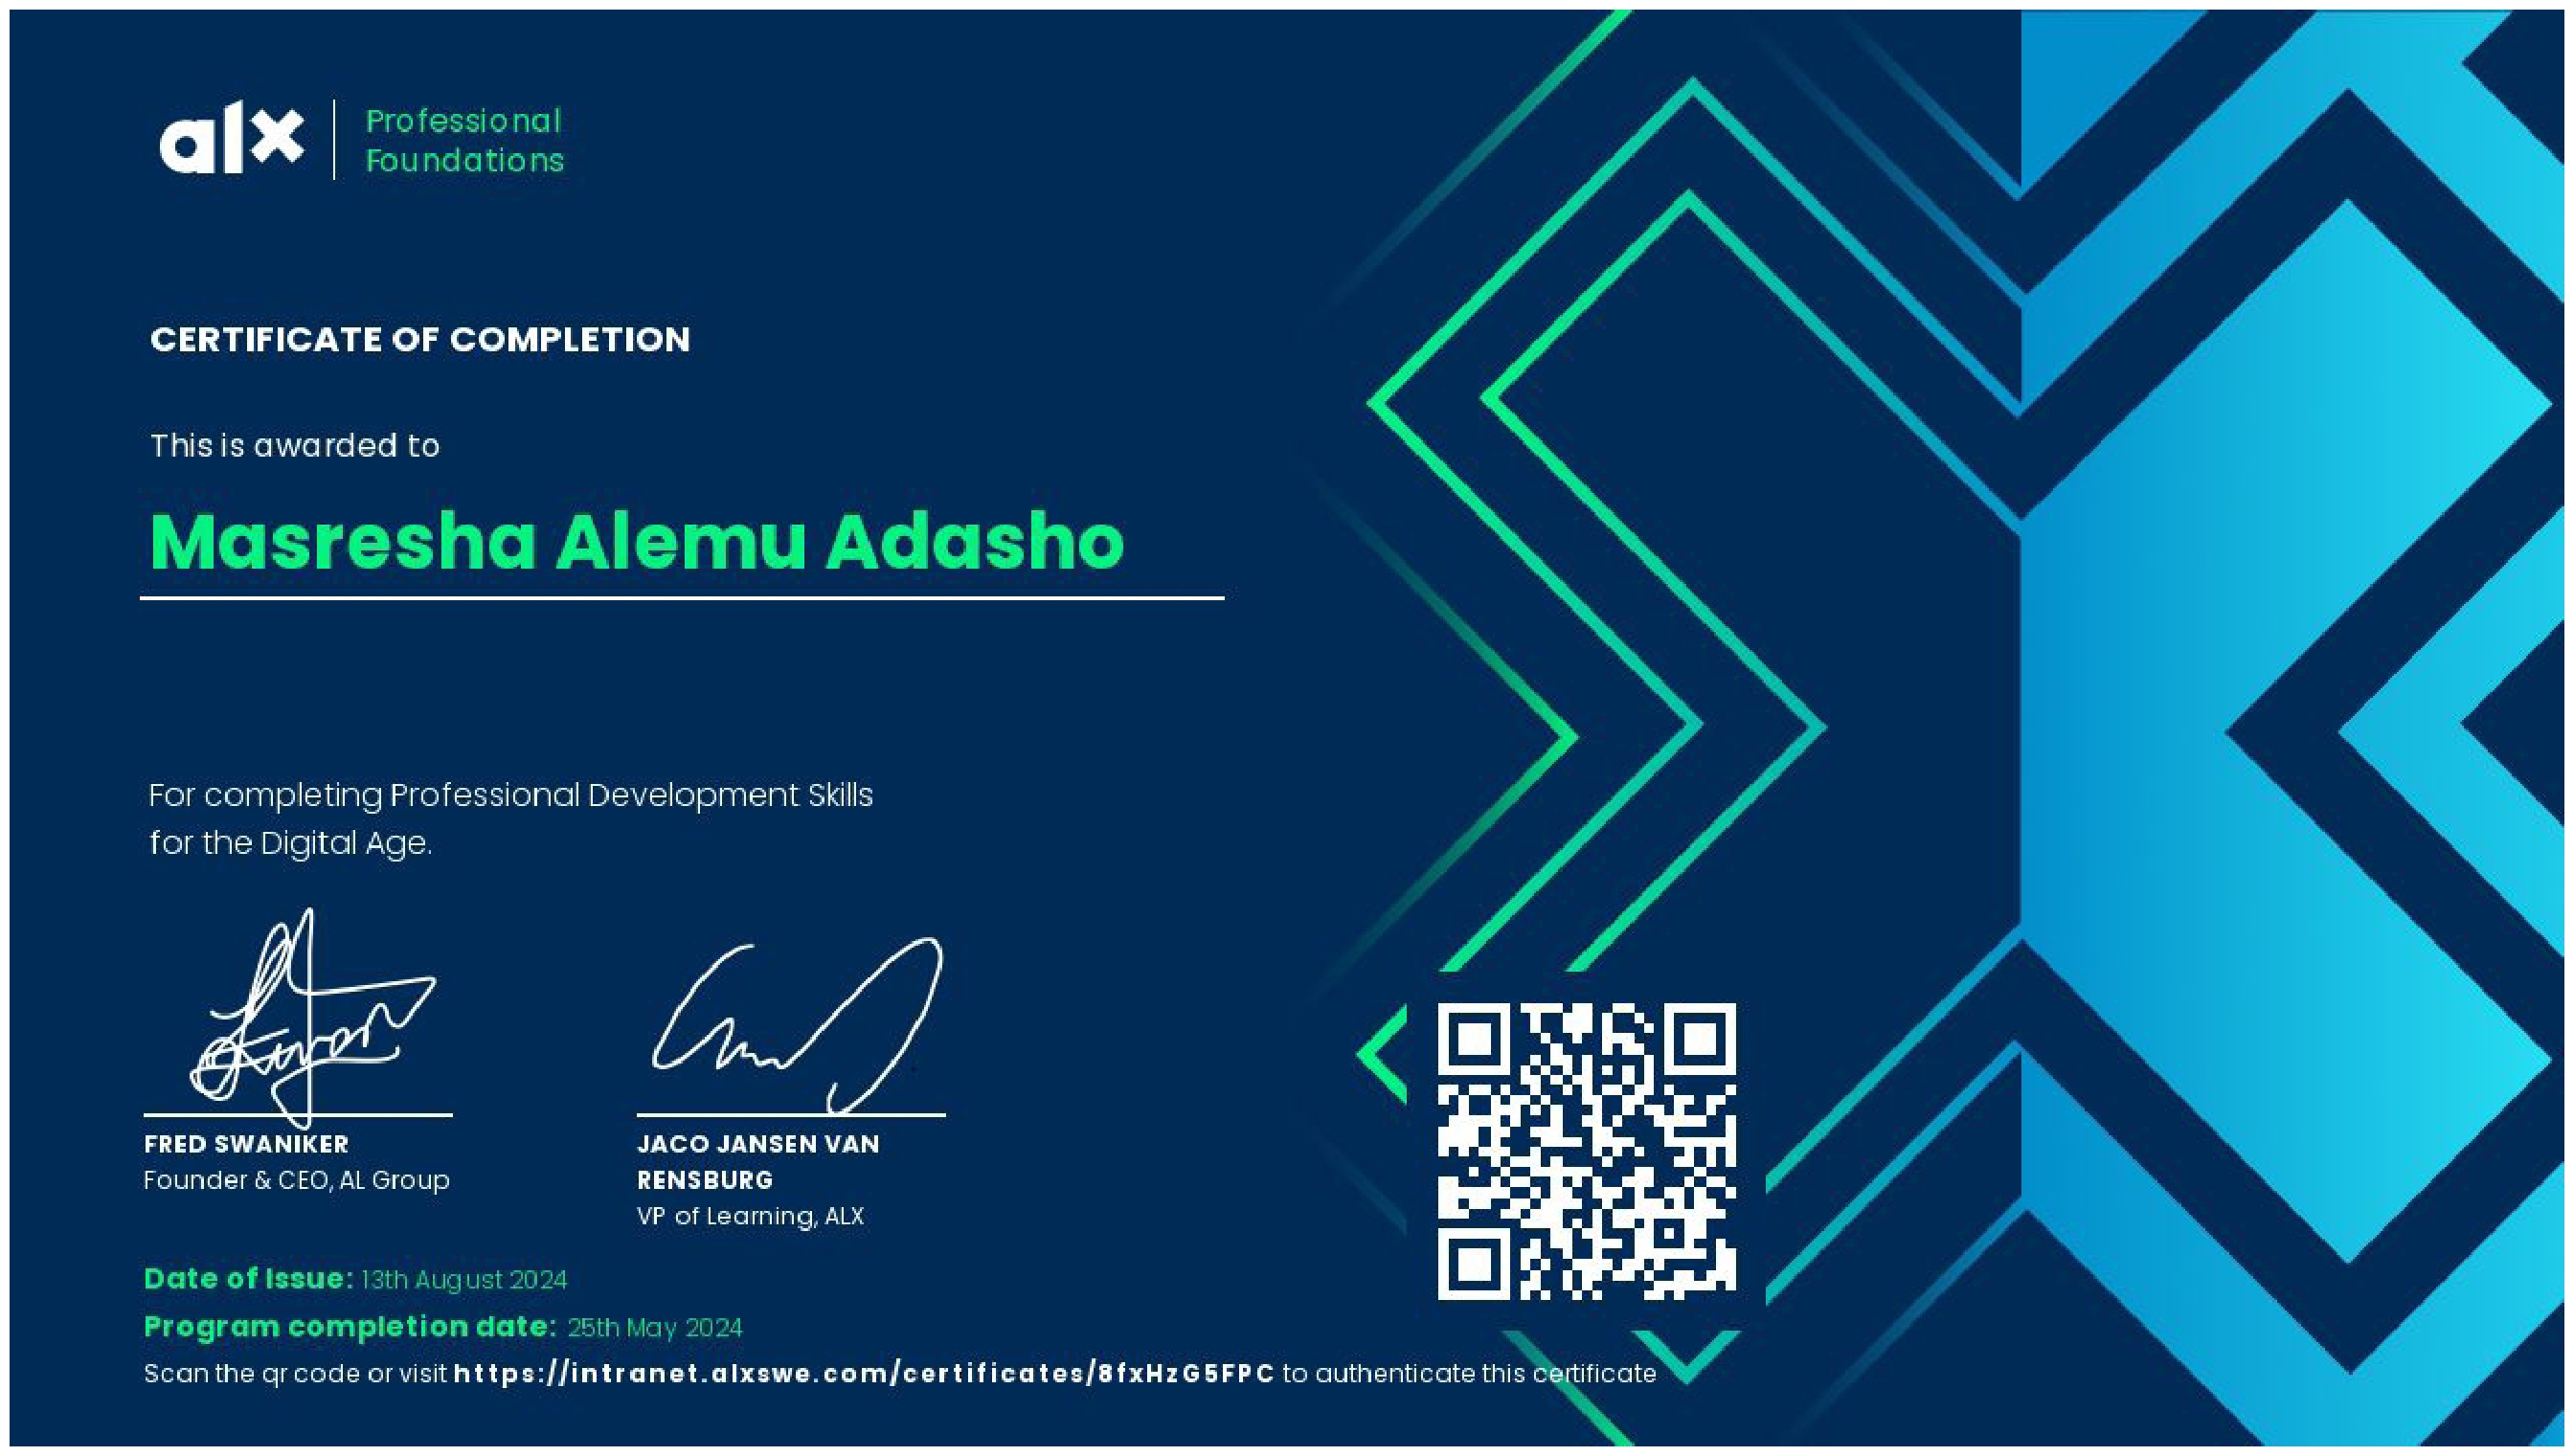 alx
Professional
Foundations
CERTIFICATE OF COMPLETION
This is awarded to
Masresha Alemu Adasho
For completing Professional Development Skills
for the Digital Age.
FRED SWANIKER
Founder & CEO, AL Group
JACO JANSEN VAN
RENSBURG
VP of Learning, ALX
Date of Issue: 13th August 2024
Program completion date: 25th May 2024
Scan the qr code or visit https://intranet.alxswe.com/certificates/8fxHzG5FPC to authenticate this certificate